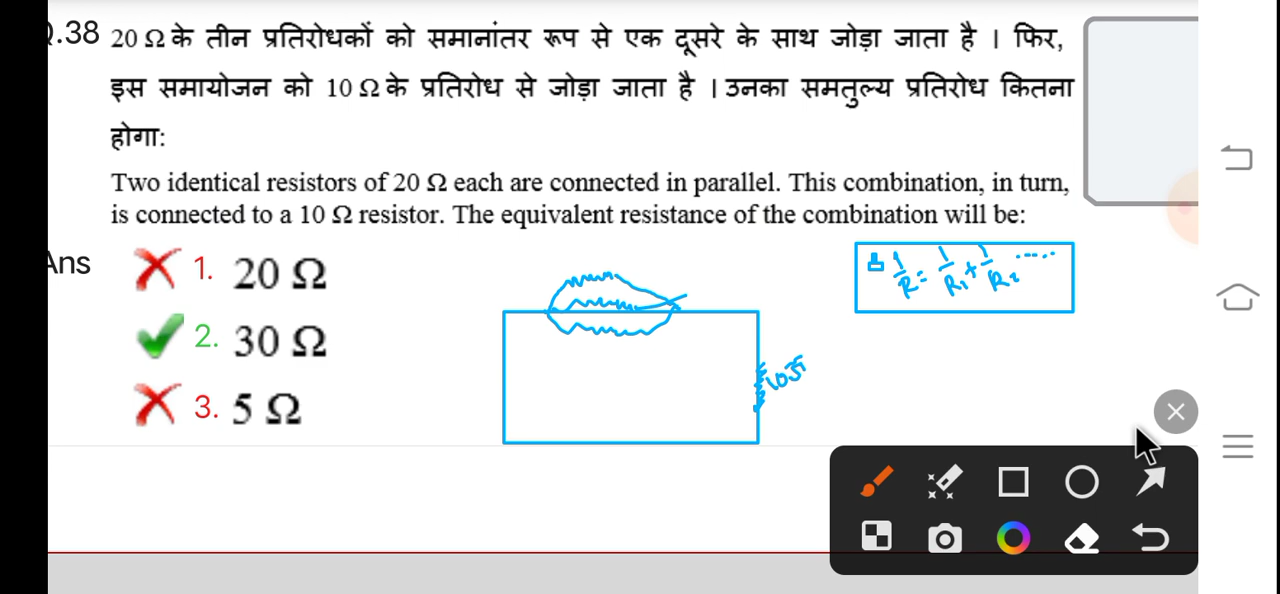 .38 20 Ω के तीन प्रतिरोधकों को समानांतर रूप से एक दूसरे के साथ जोड़ा जाता है । फिर,
इस समायोजन को 10 Ω के प्रतिरोध से जोड़ा जाता है । उनका समतुल्य प्रतिरोध कितना
होगा:
Two identical resistors of 20 Ω each are connected in parallel. This combination, in turn,
is connected to a 10 Ω resistor. The equivalent resistance of the combination will be:
Ans
1. 20 Ω
2. 30 Ω
3. 5 Ω
1/R = 1/R1 + 1/R2 .....